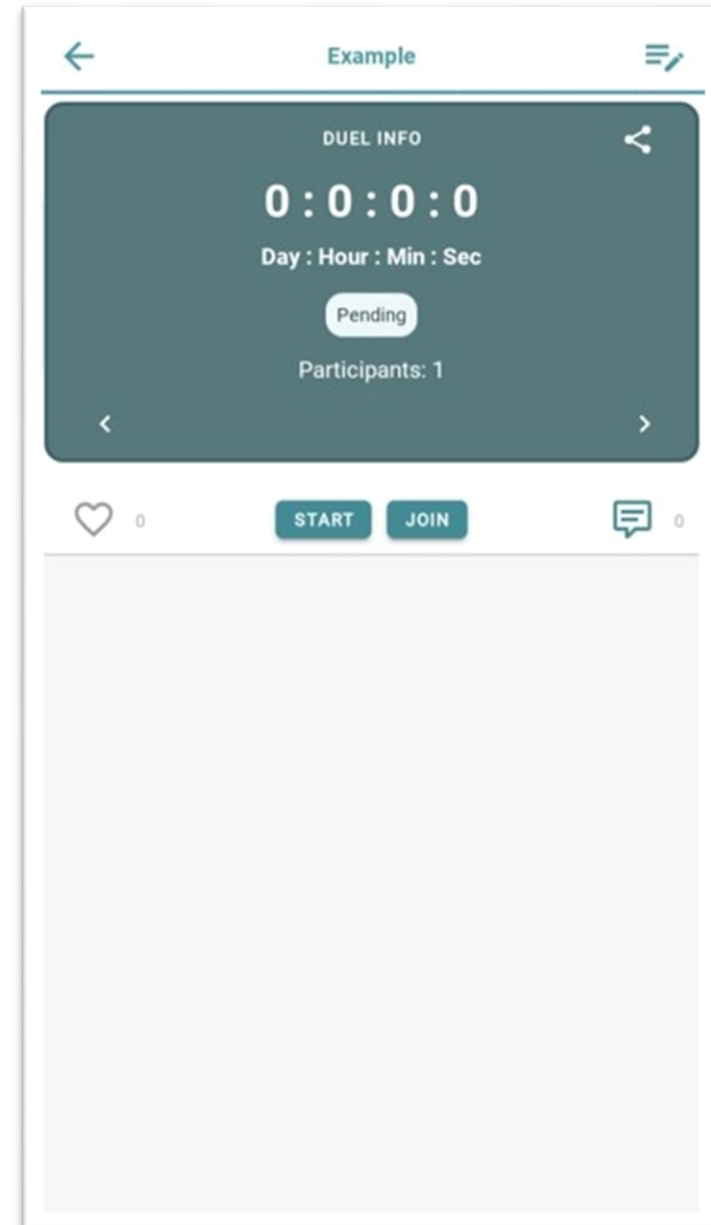 Example
DUEL INFO
0 : 0 : 0 : 0
Day : Hour : Min : Sec
Pending
Participants: 1
0 START JOIN 0